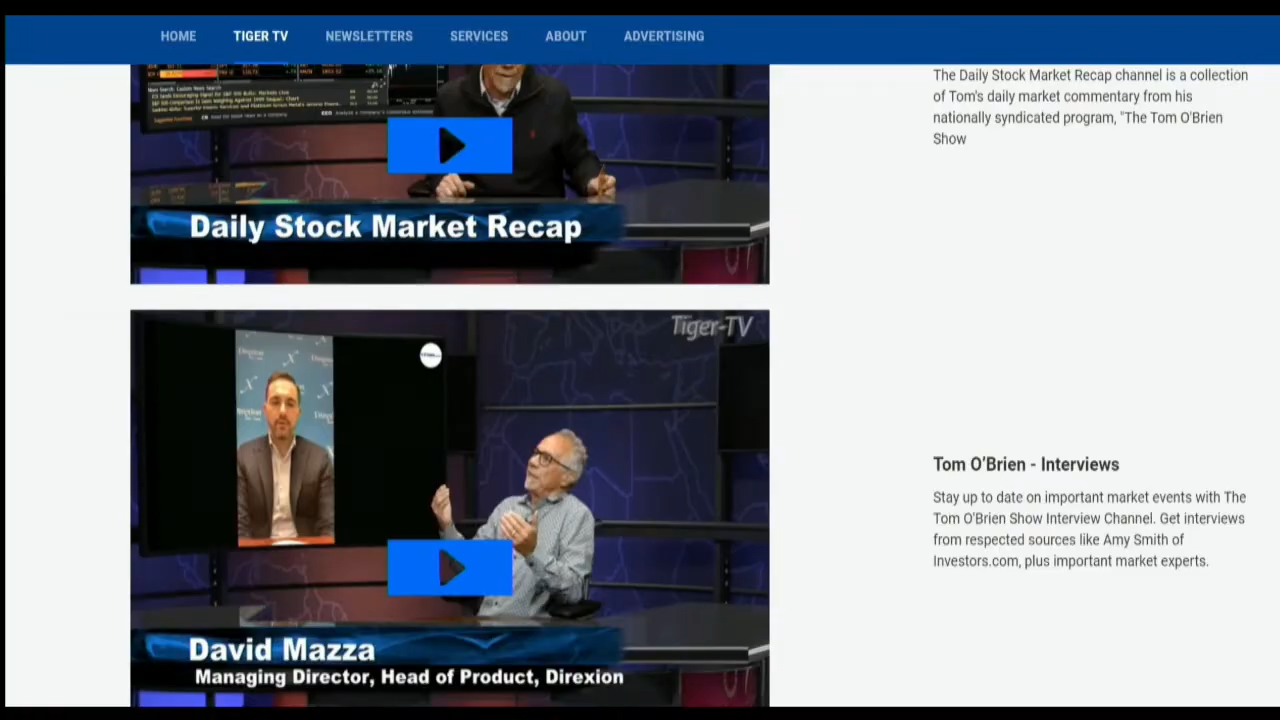 HOME TIGER TV NEWSLETTERS SERVICES ABOUT ADVERTISING
The Daily Stock Market Recap channel is a collection
of Tom's daily market commentary from his
nationally syndicated program, "The Tom O'Brien
Show
Daily Stock Market Recap
Tiger-TV
Tom O’Brien - Interviews
Stay up to date on important market events with The
Tom O'Brien Show Interview Channel. Get interviews
from respected sources like Amy Smith of
Investors.com, plus important market experts.
David Mazza
Managing Director, Head of Product, Direxion